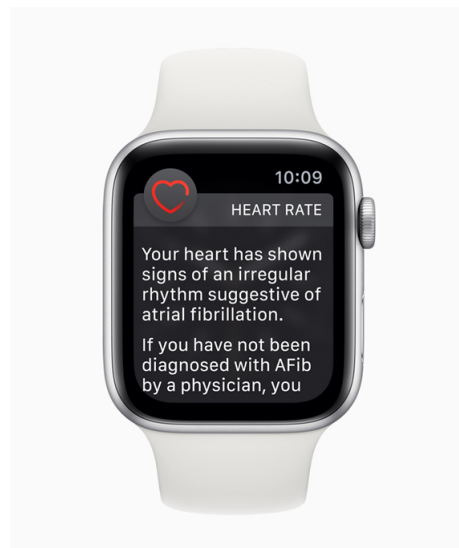 10:09
HEART RATE
Your heart has shown
signs of an irregular
rhythm suggestive of
atrial fibrillation.
If you have not been
diagnosed with AFib
by a physician, you